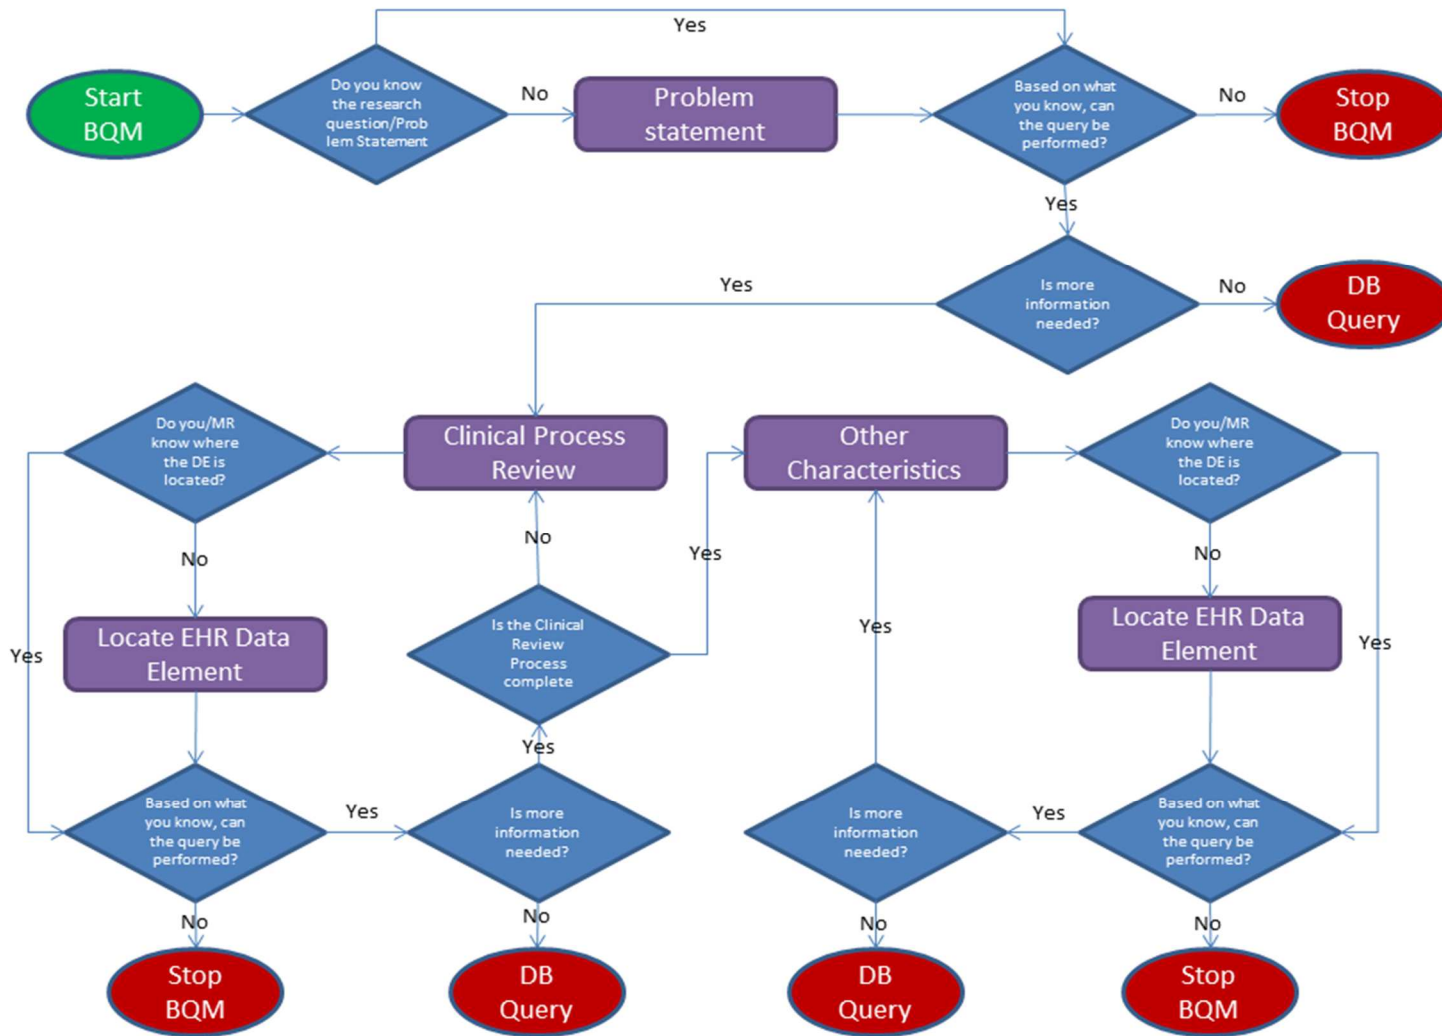 Yes
Start
BQM
Do you know
the research
question/Prob
lem Statement
No
Problem
statement
Based on what
you know, can
the query be
performed?
No
Stop
BQM
Yes
Is more
information
needed?
No
DB
Query
Yes
Do you/MR
know where
the DE is
located?
Clinical Process
Review
Other
Characteristics
Do you/MR
know where
the DE is
located?
No
No
Yes
No
Locate EHR Data
Element
Yes
Is the Clinical
Review
Process
complete
Yes
Locate EHR Data
Element
Yes
Yes
Based on what
you know, can
the query be
performed?
Yes
Is more
information
needed?
Is more
information
needed?
Yes
Based on what
you know, can
the query be
performed?
No
No
No
No
Stop
BQM
DB
Query
DB
Query
Stop
BQM